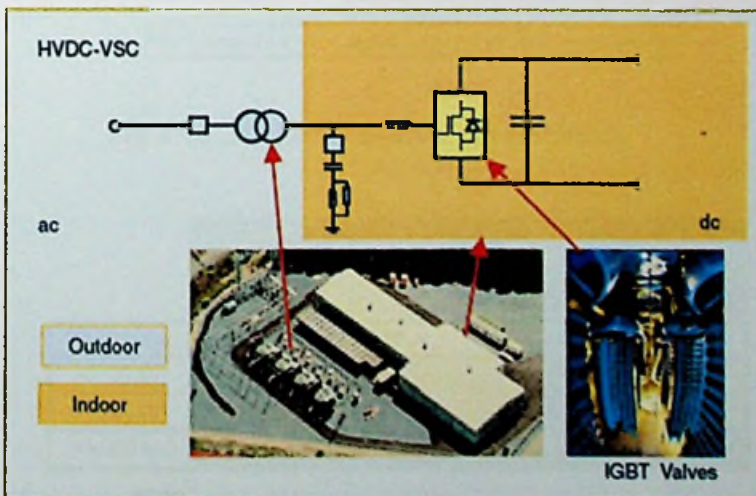 HVDC-VSC
ac
dc
Outdoor
Indoor
IGBT Valves